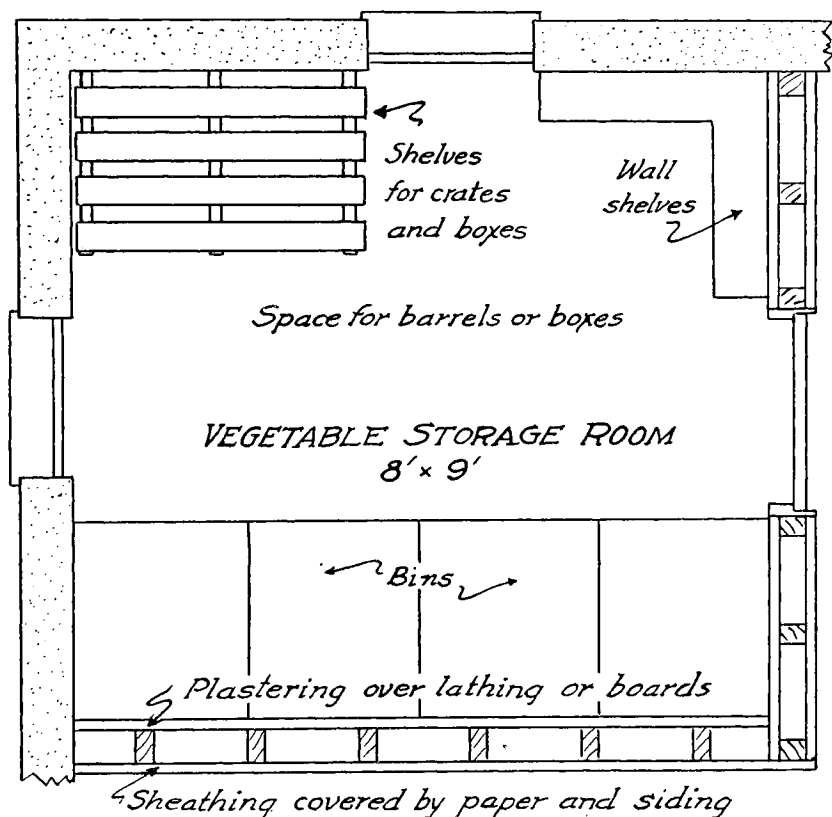 Shelves
for crates
and boxes
Wall
shelves
Space for barrels or boxes
VEGETABLE STORAGE ROOM
8' × 9'
Bins
Plastering over lathing or boards
Sheathing covered by paper and siding